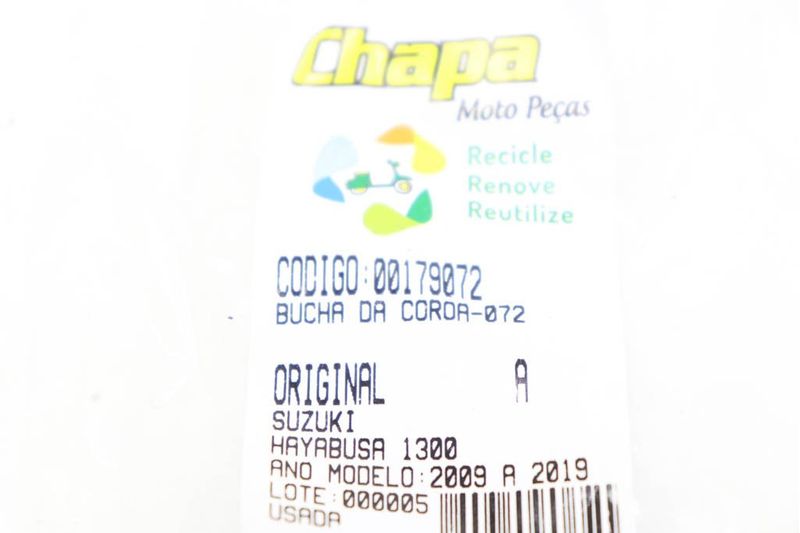 Chapa
Moto Peças
Recicle
Renove
Reutilize
CODIGO:00179072
BUCHA DA COROA-072
ORIGINAL A
SUZUKI
HAYABUSA 1300
ANO MODELO:2009 A 2019
LOTE:000005
USADA